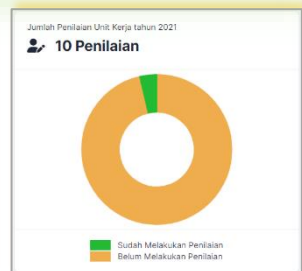 Jumlah Penilaian Unit Kerja tahun 2021
10 Penilaian
Sudah Melakukan Penilaian
Belum Melakukan Penilaian